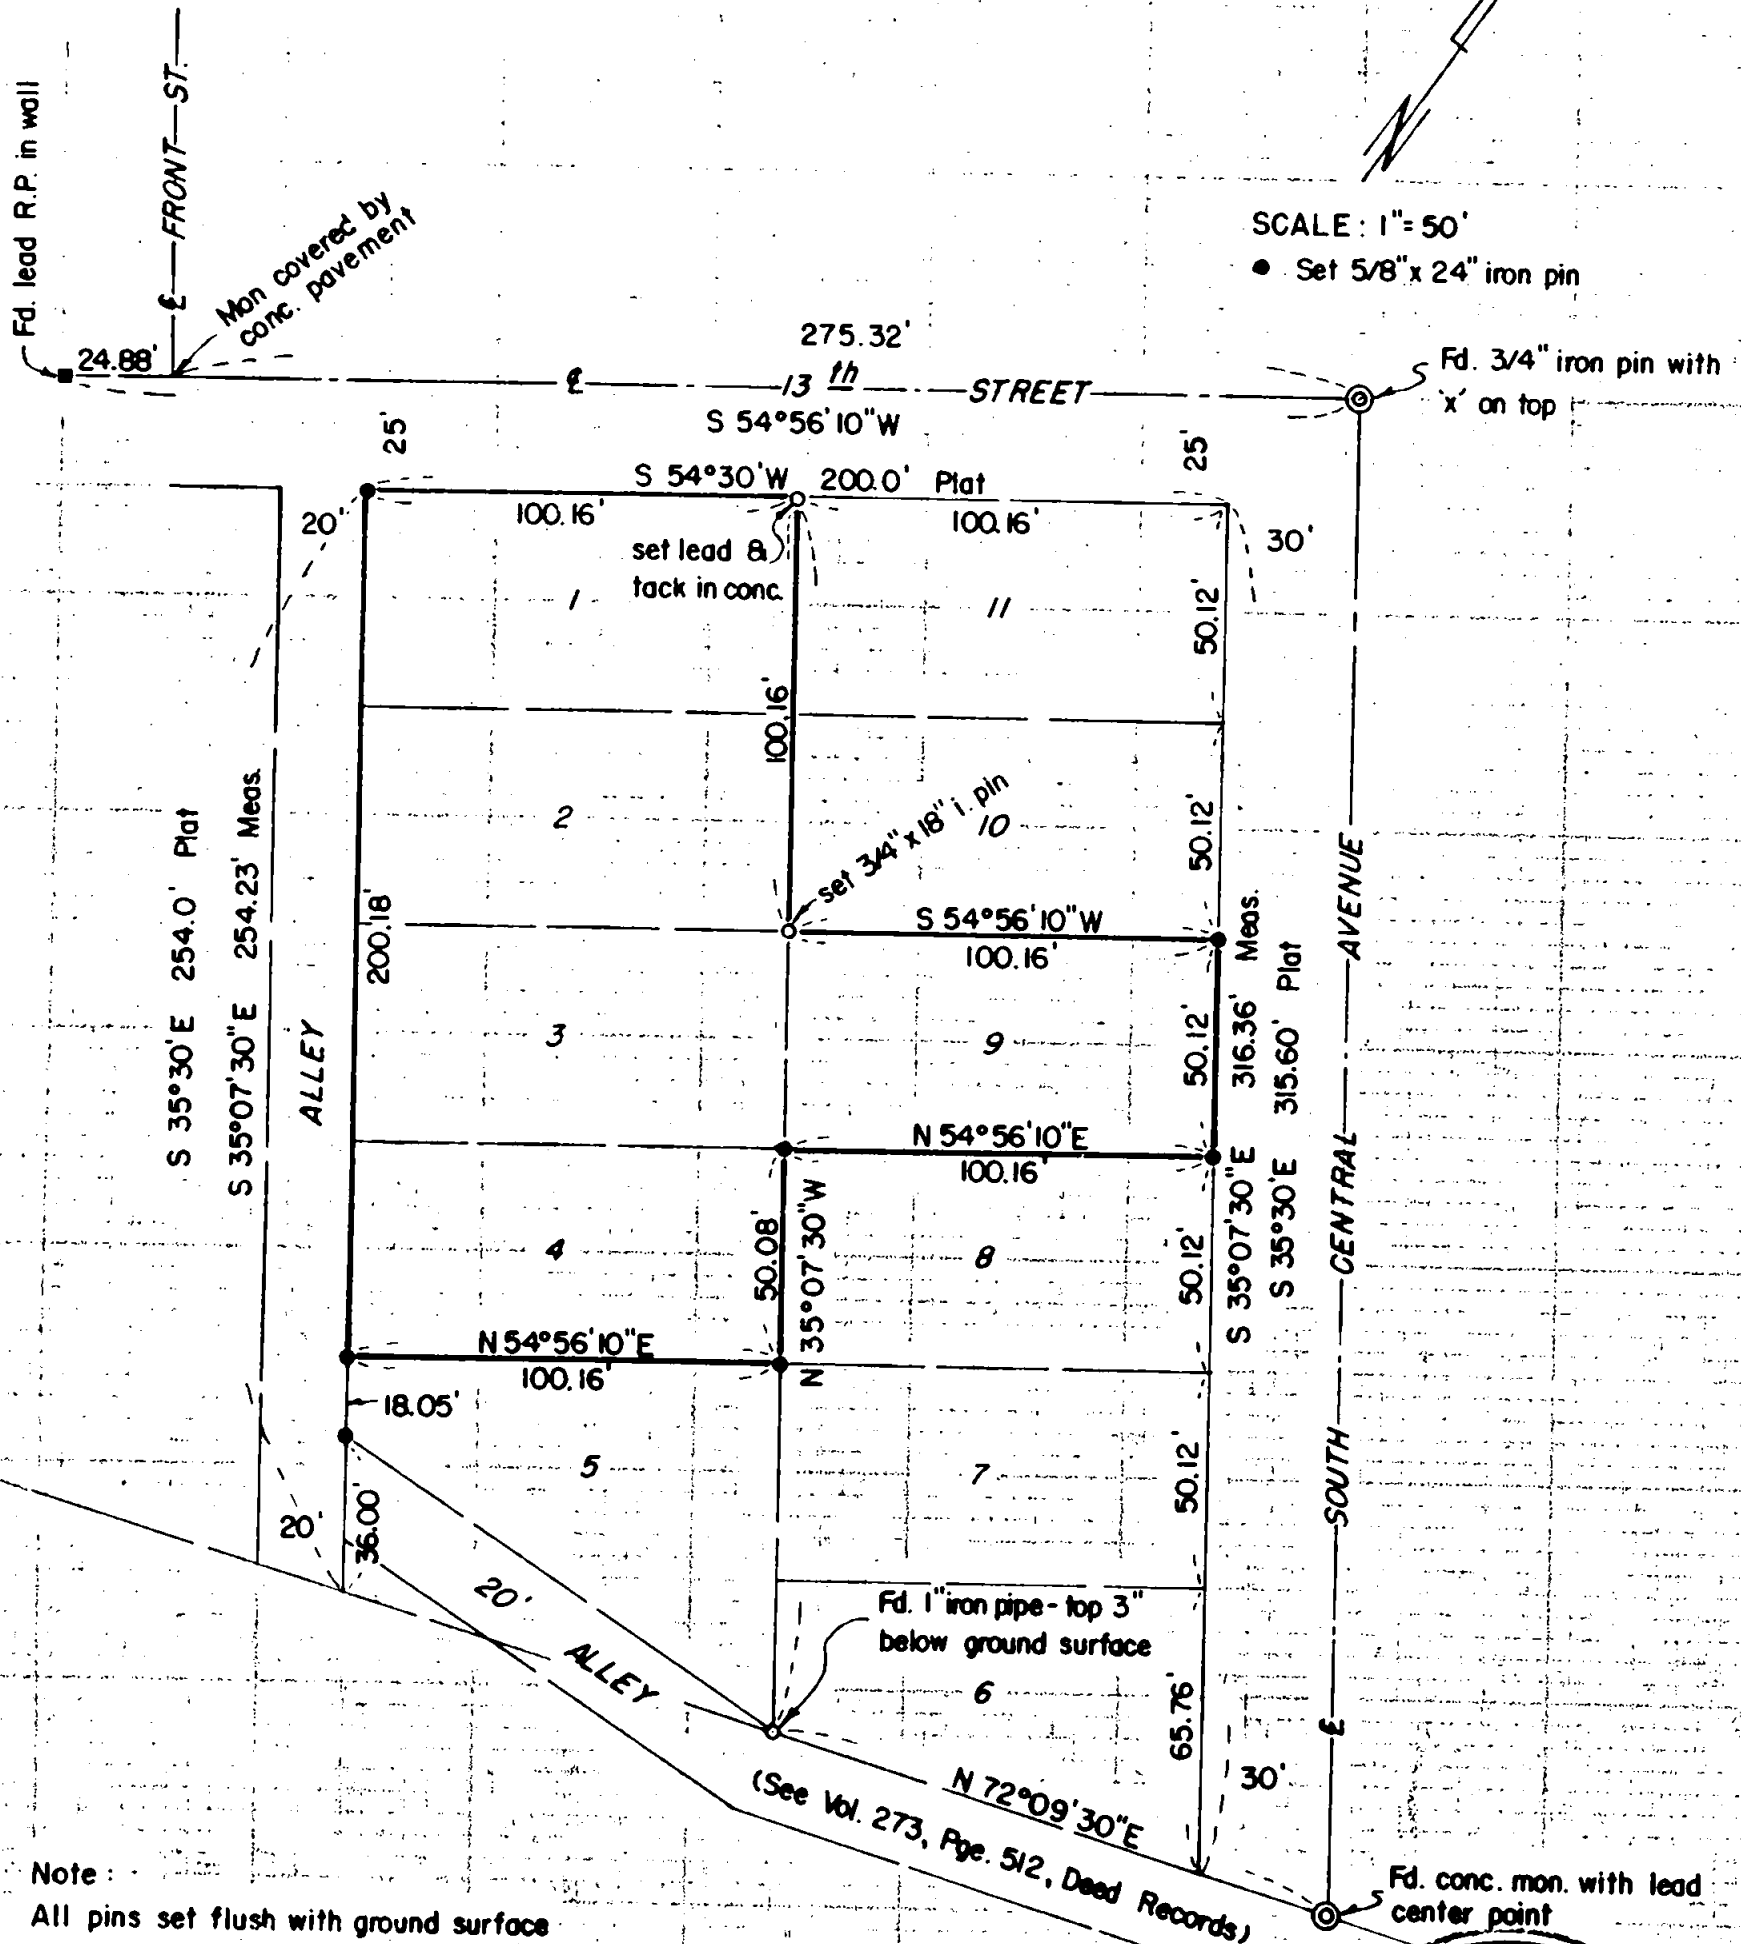 Fd. lead R.P. in wall
℄ FRONT ST.
Mon covered by
conc. pavement
N
SCALE: 1"=50'
● Set 5/8"x 24" iron pin
24.88'
275.32'
℄ 13 th STREET
S 54°56'10"W
Fd. 3/4" iron pin with
'x' on top
25'
25'
S 54°30'W 200.0' Plat
100.16'
100.16'
20'
30'
set lead &
tack in conc.
1
11
50.12'
100.16'
2
set 3/4" x 18" i. pin
10
50.12'
S 35°30'E 254.0' Plat
S 35°07'30"E 254.23' Meas.
ALLEY
200.18'
S 54°56'10"W
100.16'
3
9
50.12'
S 35°07'30"E 316.36' Meas.
S 35°30'E 315.60' Plat
℄ SOUTH CENTRAL AVENUE
N 54°56'10"E
100.16'
4
50.08'
N 35°07'30"W
8
50.12'
N 54°56'10"E
100.16'
18.05'
5
7
50.12'
20'
36.00'
20'
ALLEY
Fd. 1" iron pipe - top 3"
below ground surface
6
65.76'
30'
N 72°09'30"E
(See Vol. 273, Pge. 512, Deed Records)
Fd. conc. mon. with lead
center point
Note:
All pins set flush with ground surface